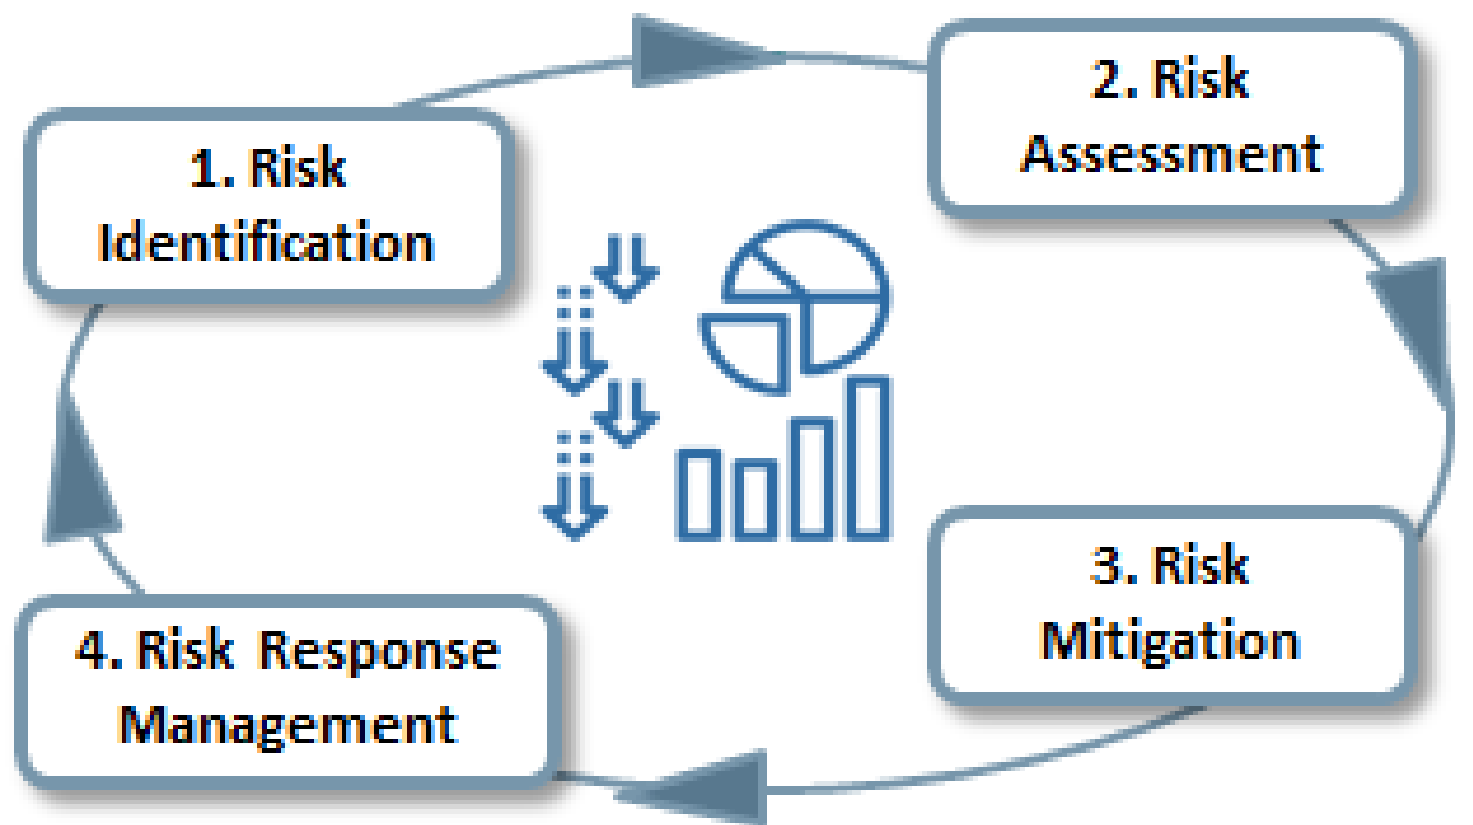 1. Risk
Identification
2. Risk
Assessment
3. Risk
Mitigation
4. Risk Response
Management